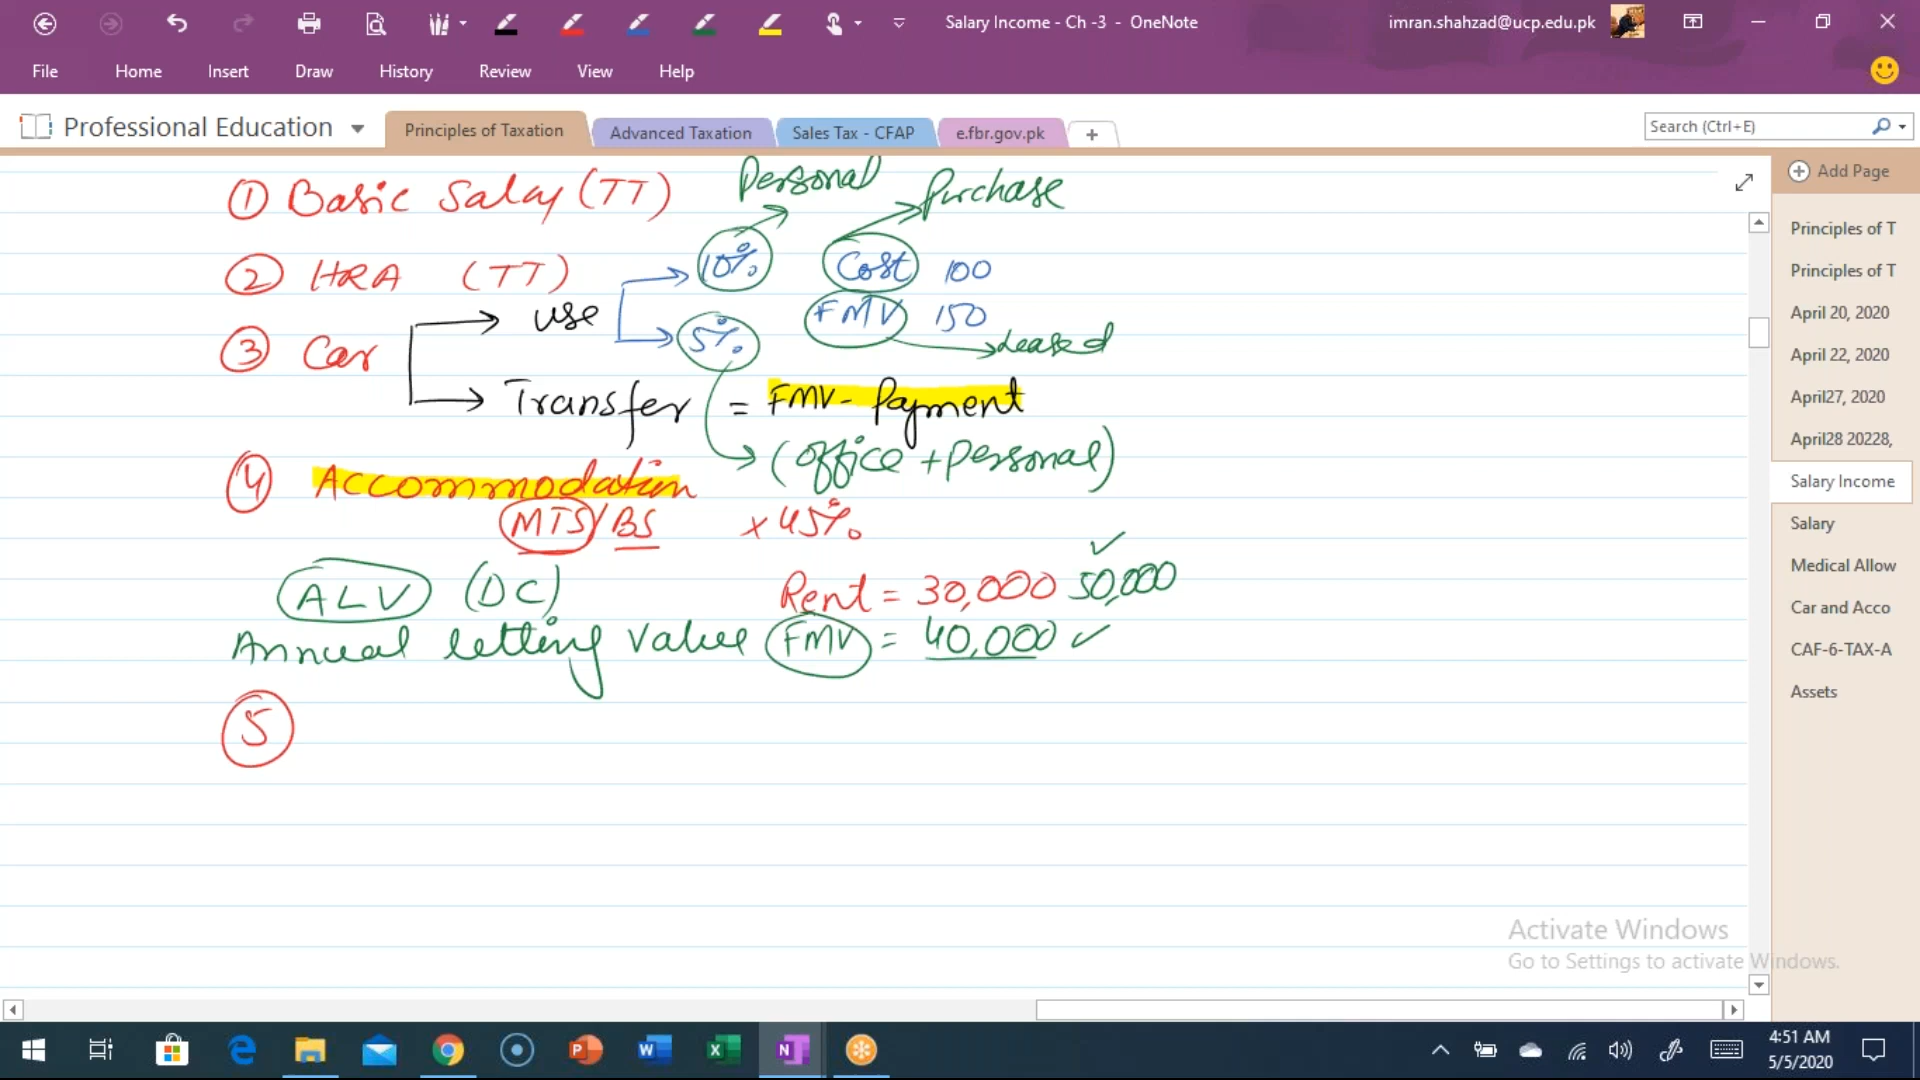 Salary Income - Ch -3 - OneNote
imran.shahzad@ucp.edu.pk
File Home Insert Draw History Review View Help
Professional Education
Principles of Taxation
Advanced Taxation
Sales Tax - CFAP
e.fbr.gov.pk
Search (Ctrl+E)
Add Page
Principles of T
Principles of T
April 20, 2020
April 22, 2020
April27, 2020
April28 20228,
Salary Income
Salary
Medical Allow
Car and Acco
CAF-6-TAX-A
Assets
Personal Purchase
1 Basic Salay (TT)
10% Cost 100
2 HRA (TT)
use FMV 150
3 Car 5% Leased
Transfer = FMV - Payment
(office + Personal)
4 Accommodation
MTS/BS x 45%
ALV (DC) Rent = 30,000 50,000
Annual letting Value FMV = 40,000
5
Activate Windows
Go to Settings to activate Windows.
4:51 AM
5/5/2020